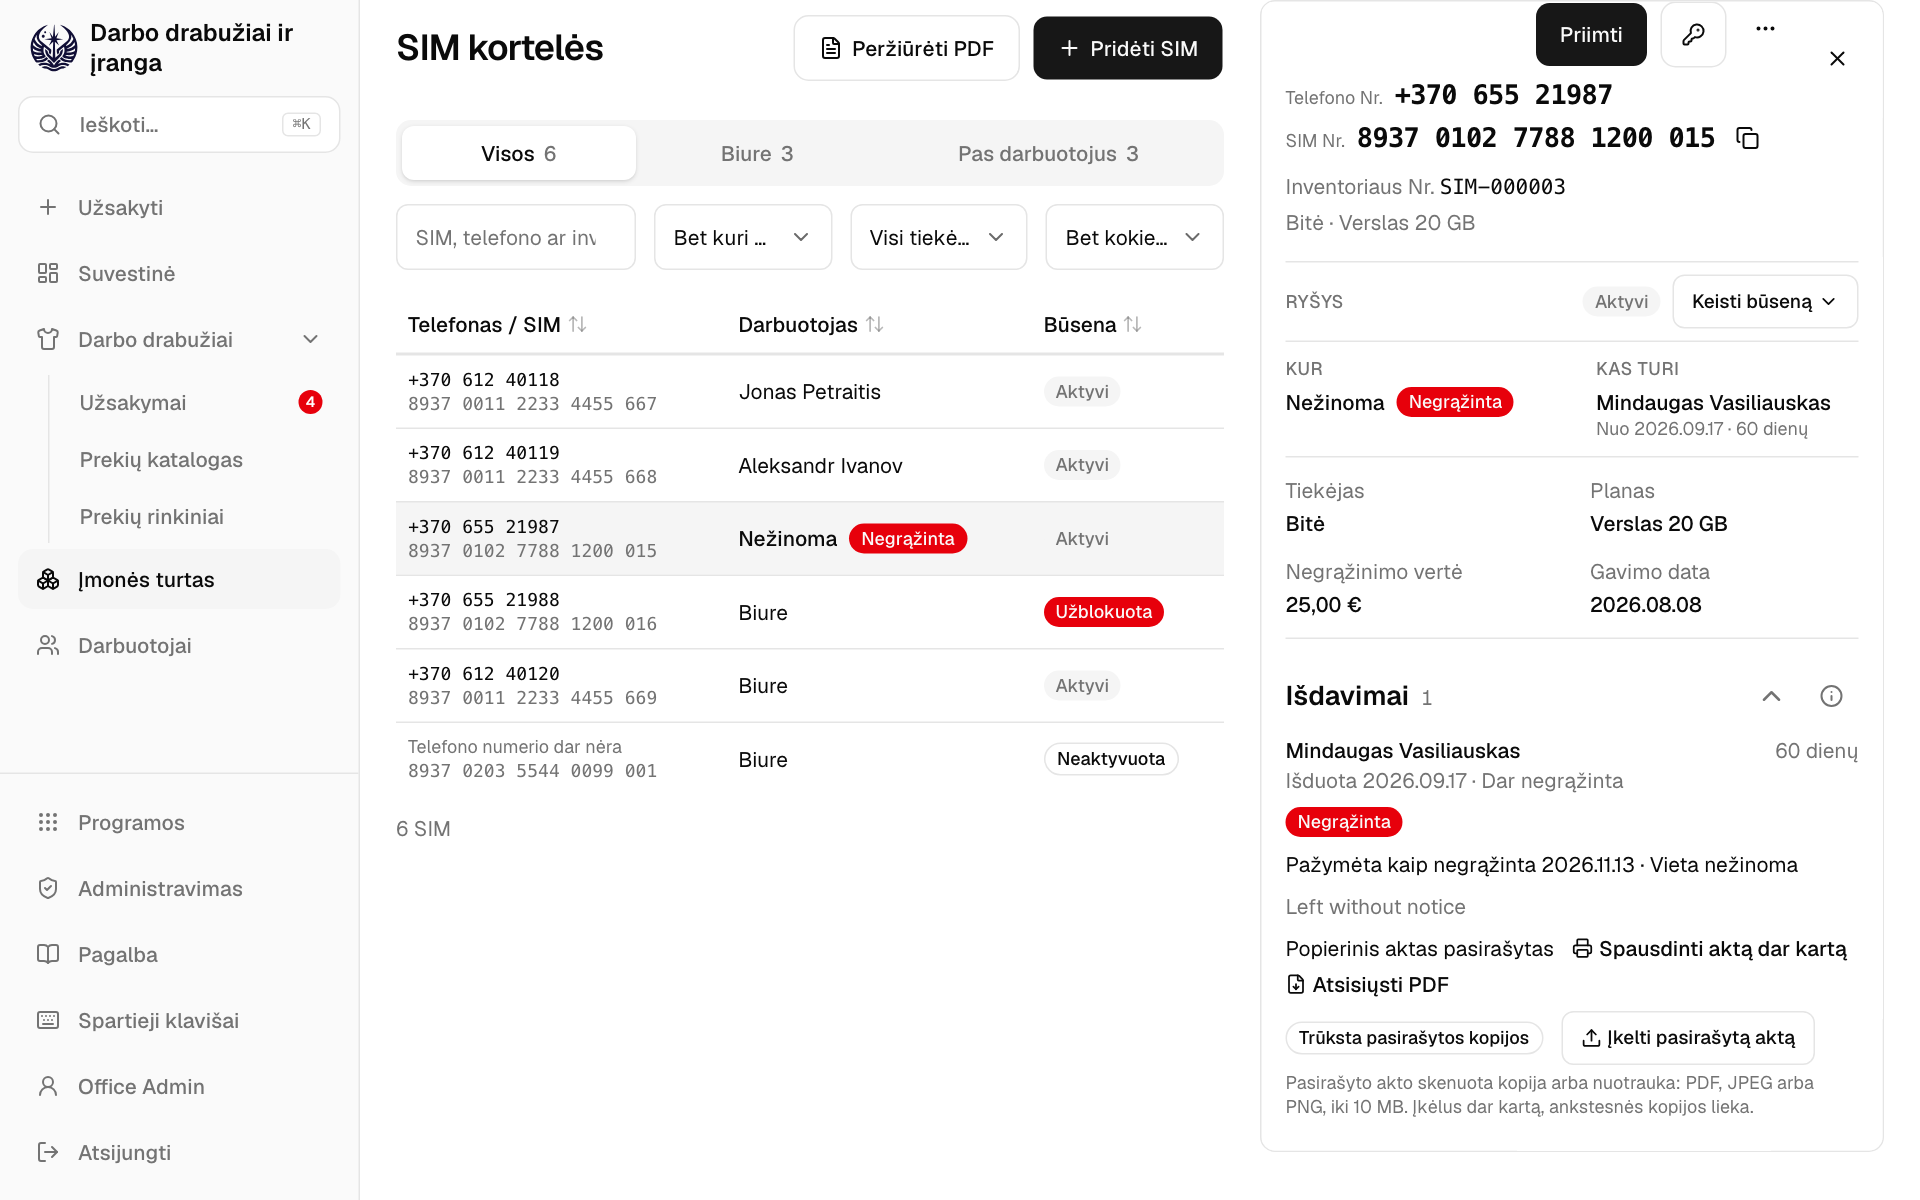 Darbo drabužiai ir
įranga
Ieškoti...
⌘K
Užsakyti
Suvestinė
Darbo drabužiai
Užsakymai 4
Prekių katalogas
Prekių rinkiniai
Įmonės turtas
Darbuotojai
Programos
Administravimas
Pagalba
Spartieji klavišai
Office Admin
Atsijungti
SIM kortelės
Peržiūrėti PDF
Pridėti SIM
Visos 6
Biure 3
Pas darbuotojus 3
SIM, telefono ar inv
Bet kuri ...
Visi tiekė...
Bet kokie...
Telefonas / SIM
Darbuotojas
Būsena
+370 612 40118
8937 0011 2233 4455 667
Jonas Petraitis
Aktyvi
+370 612 40119
8937 0011 2233 4455 668
Aleksandr Ivanov
Aktyvi
+370 655 21987
8937 0102 7788 1200 015
Nežinoma Negrąžinta
Aktyvi
+370 655 21988
8937 0102 7788 1200 016
Biure
Užblokuota
+370 612 40120
8937 0011 2233 4455 669
Biure
Aktyvi
Telefono numerio dar nėra
8937 0203 5544 0099 001
Biure
Neaktyvuota
6 SIM
Priimti
Telefono Nr. +370 655 21987
SIM Nr. 8937 0102 7788 1200 015
Inventoriaus Nr. SIM-000003
Bitė · Verslas 20 GB
RYŠYS
Aktyvi
Keisti būseną
KUR
Nežinoma Negrąžinta
KAS TURI
Mindaugas Vasiliauskas
Nuo 2026.09.17 · 60 dienų
Tiekėjas
Bitė
Planas
Verslas 20 GB
Negrąžinimo vertė
25,00 €
Gavimo data
2026.08.08
Išdavimai 1
Mindaugas Vasiliauskas
60 dienų
Išduota 2026.09.17 · Dar negrąžinta
Negrąžinta
Pažymėta kaip negrąžinta 2026.11.13 · Vieta nežinoma
Left without notice
Popierinis aktas pasirašytas
Spausdinti aktą dar kartą
Atsisiųsti PDF
Trūksta pasirašytos kopijos
Įkelti pasirašytą aktą
Pasirašyto akto skenuota kopija arba nuotrauka: PDF, JPEG arba
PNG, iki 10 MB. Įkėlus dar kartą, ankstesnės kopijos lieka.